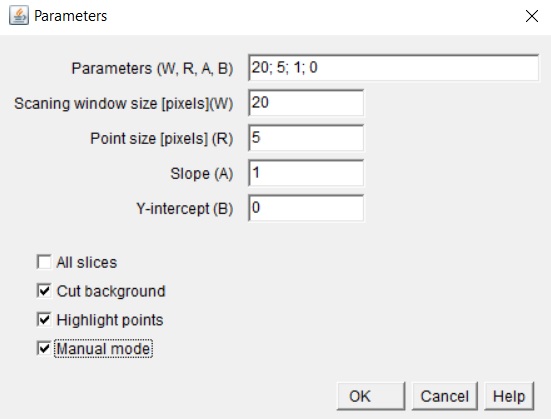 Parameters
Parameters (W, R, A, B) 20; 5; 1; 0
Scaning window size [pixels](W) 20
Point size [pixels] (R) 5
Slope (A) 1
Y-intercept (B) 0
All slices
Cut background
Highlight points
Manual mode
OK Cancel Help